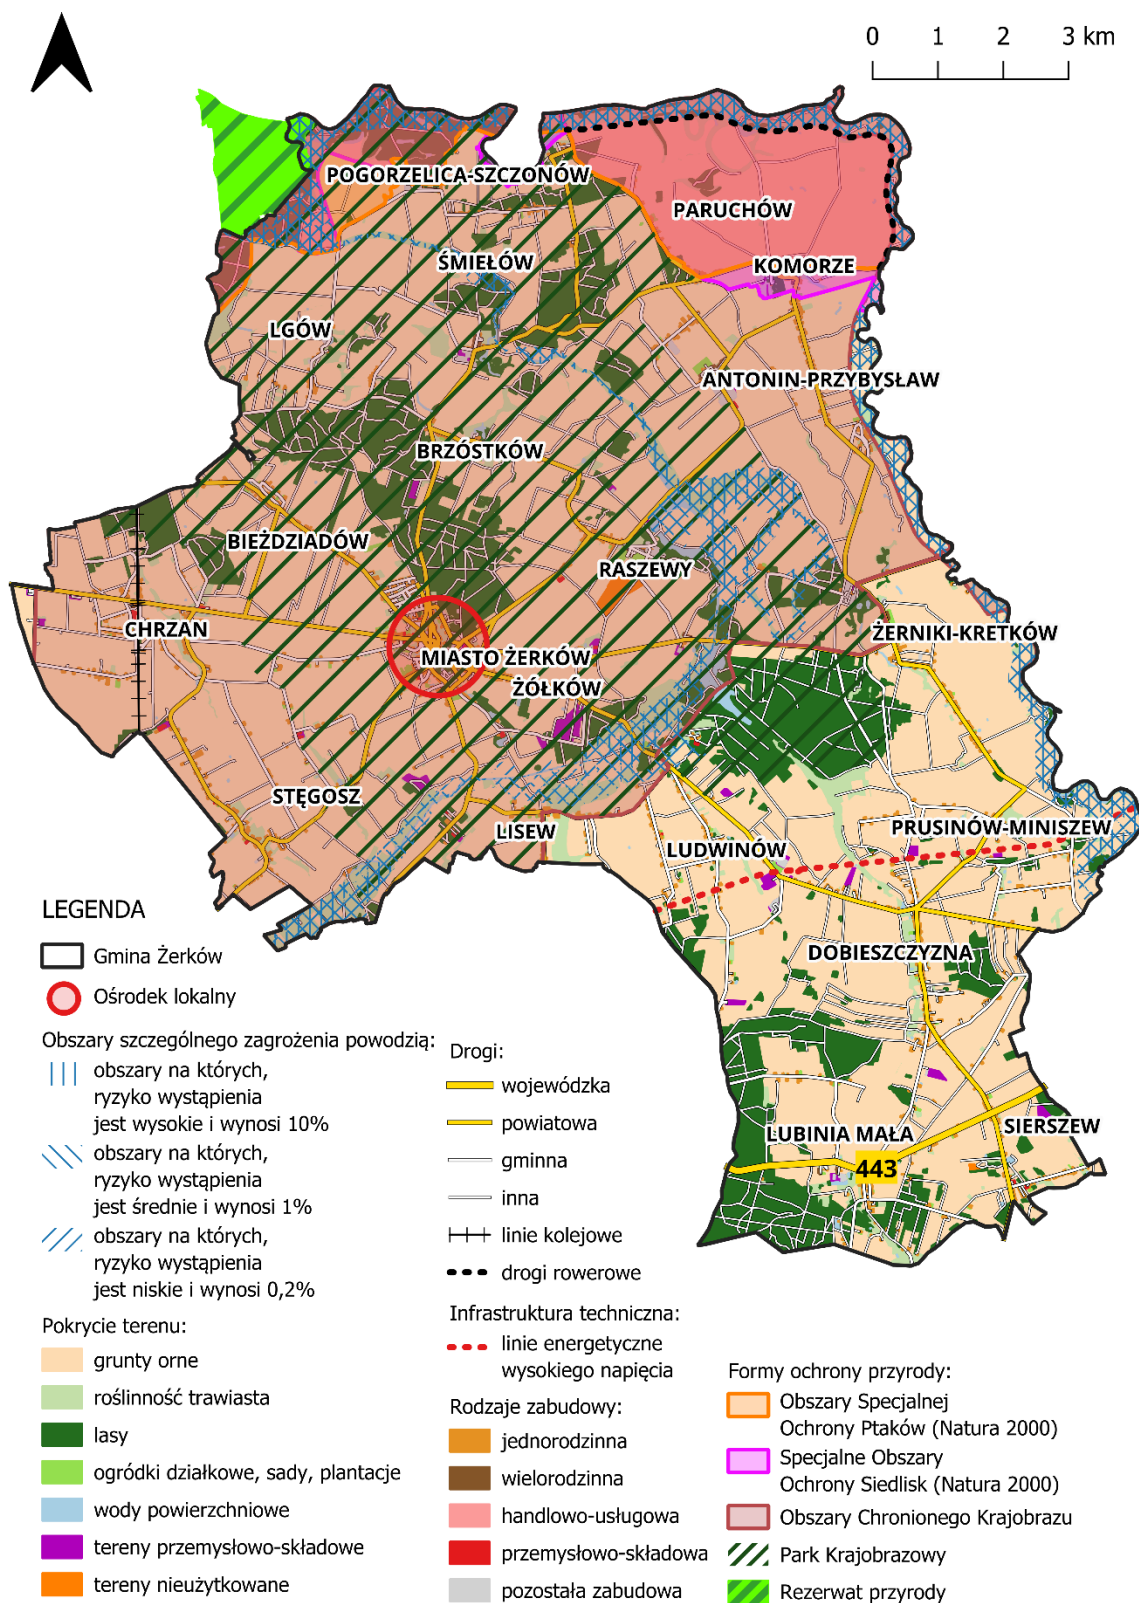 0 1 2 3 km
POGORZELICA-SZCZONÓW
PARUCHÓW
ŚMIEŁÓW
KOMORZE
LGÓW
ANTONIN-PRZYBYSŁAW
BRZÓSTKÓW
BIEŹDZIADÓW
RASZEWY
CHRZAN
ŻERNIKI-KRETKÓW
MIASTO ŻERKÓW
ŻÓŁKÓW
STĘGOSZ
LISEW
LUDWINÓW
PRUSINÓW-MINISZEW
DOBIESZCZYZNA
LUBINIA MAŁA
SIERSZEW
443
LEGENDA
Gmina Żerków
Ośrodek lokalny
Obszary szczególnego zagrożenia powodzią:
obszary na których,
ryzyko wystąpienia
jest wysokie i wynosi 10%
obszary na których,
ryzyko wystąpienia
jest średnie i wynosi 1%
obszary na których,
ryzyko wystąpienia
jest niskie i wynosi 0,2%
Pokrycie terenu:
grunty orne
roślinność trawiasta
lasy
ogródki działkowe, sady, plantacje
wody powierzchniowe
tereny przemysłowo-składowe
tereny nieużytkowane
Drogi:
wojewódzka
powiatowa
gminna
inna
linie kolejowe
drogi rowerowe
Infrastruktura techniczna:
linie energetyczne
wysokiego napięcia
Rodzaje zabudowy:
jednorodzinna
wielorodzinna
handlowo-usługowa
przemysłowo-składowa
pozostała zabudowa
Formy ochrony przyrody:
Obszary Specjalnej
Ochrony Ptaków (Natura 2000)
Specjalne Obszary
Ochrony Siedlisk (Natura 2000)
Obszary Chronionego Krajobrazu
Park Krajobrazowy
Rezerwat przyrody